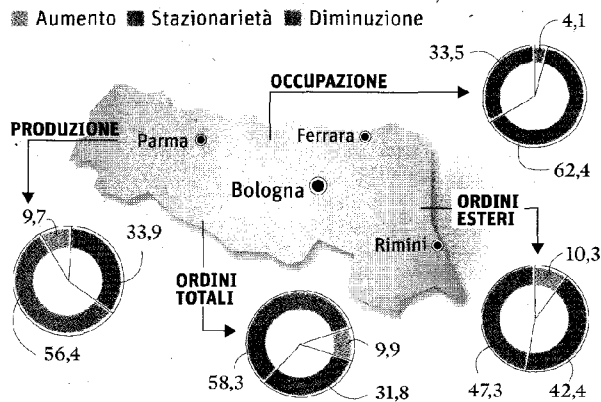 Aumento Stazionarietà Diminuzione
4,1
33,5
OCCUPAZIONE
62,4
PRODUZIONE
Parma
Ferrara
Bologna
ORDINI
ESTERI
Rimini
9,7
33,9
56,4
ORDINI
TOTALI
9,9
58,3
31,8
10,3
47,3
42,4